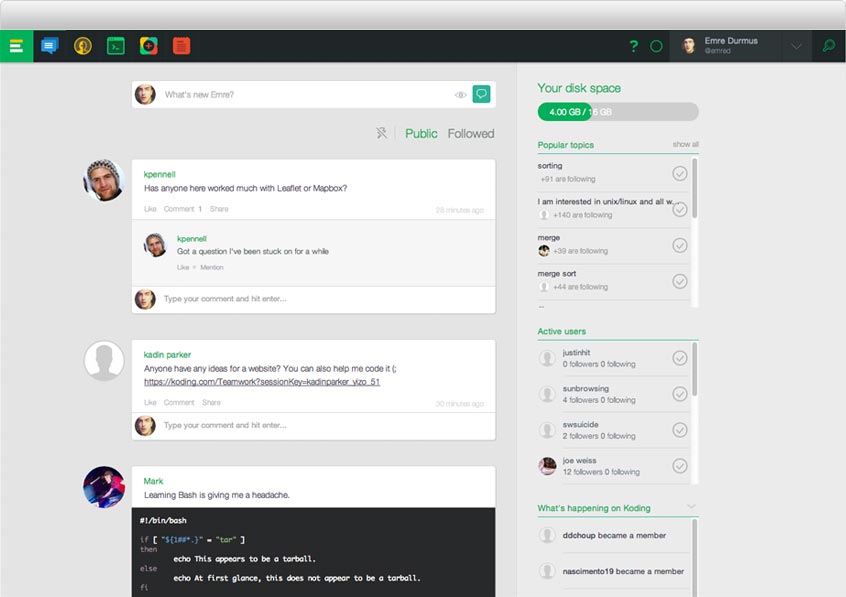 Emre Durmus
@emred
What's new Emre?
Public Followed
kpennell
Has anyone here worked much with Leaflet or Mapbox?
Like Comment 1 Share 28 minutes ago
kpennell
Got a question I've been stuck on for a while
Like Mention
Type your comment and hit enter...
kadin parker
Anyone have any ideas for a website? You can also help me code it (;
https://koding.com/Teamwork?sessionKey=kadinparker_yizo_51
Like Comment Share 30 minutes ago
Type your comment and hit enter...
Mark
Learning Bash is giving me a headache.
#!/bin/bash
if [ "${1##*.}" = "tar" ]
then
echo This appears to be a tarball.
else
echo At first glance, this does not appear to be a tarball.
fi
Your disk space
4.00 GB / 16 GB
Popular topics show all
sorting
+91 are following
I am interested in unix/linux and all w...
+140 are following
merge
+39 are following
merge sort
+44 are following
Active users
justinhit
0 followers 0 following
sunbrowsing
4 followers 0 following
swsuicide
2 followers 0 following
joe weiss
12 followers 0 following
What's happening on Koding
ddchoup became a member
nascimento19 became a member